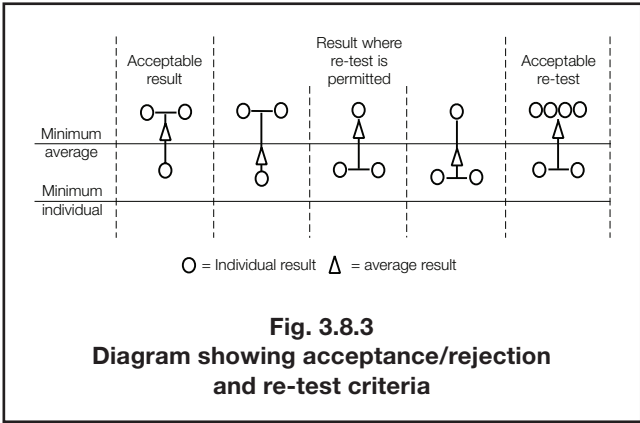 Acceptable
result
Result where
re-test is
permitted
Acceptable
re-test
Minimum
average
Minimum
individual
= Individual result
= average result
Fig. 3.8.3
Diagram showing acceptance/rejection
and re-test criteria